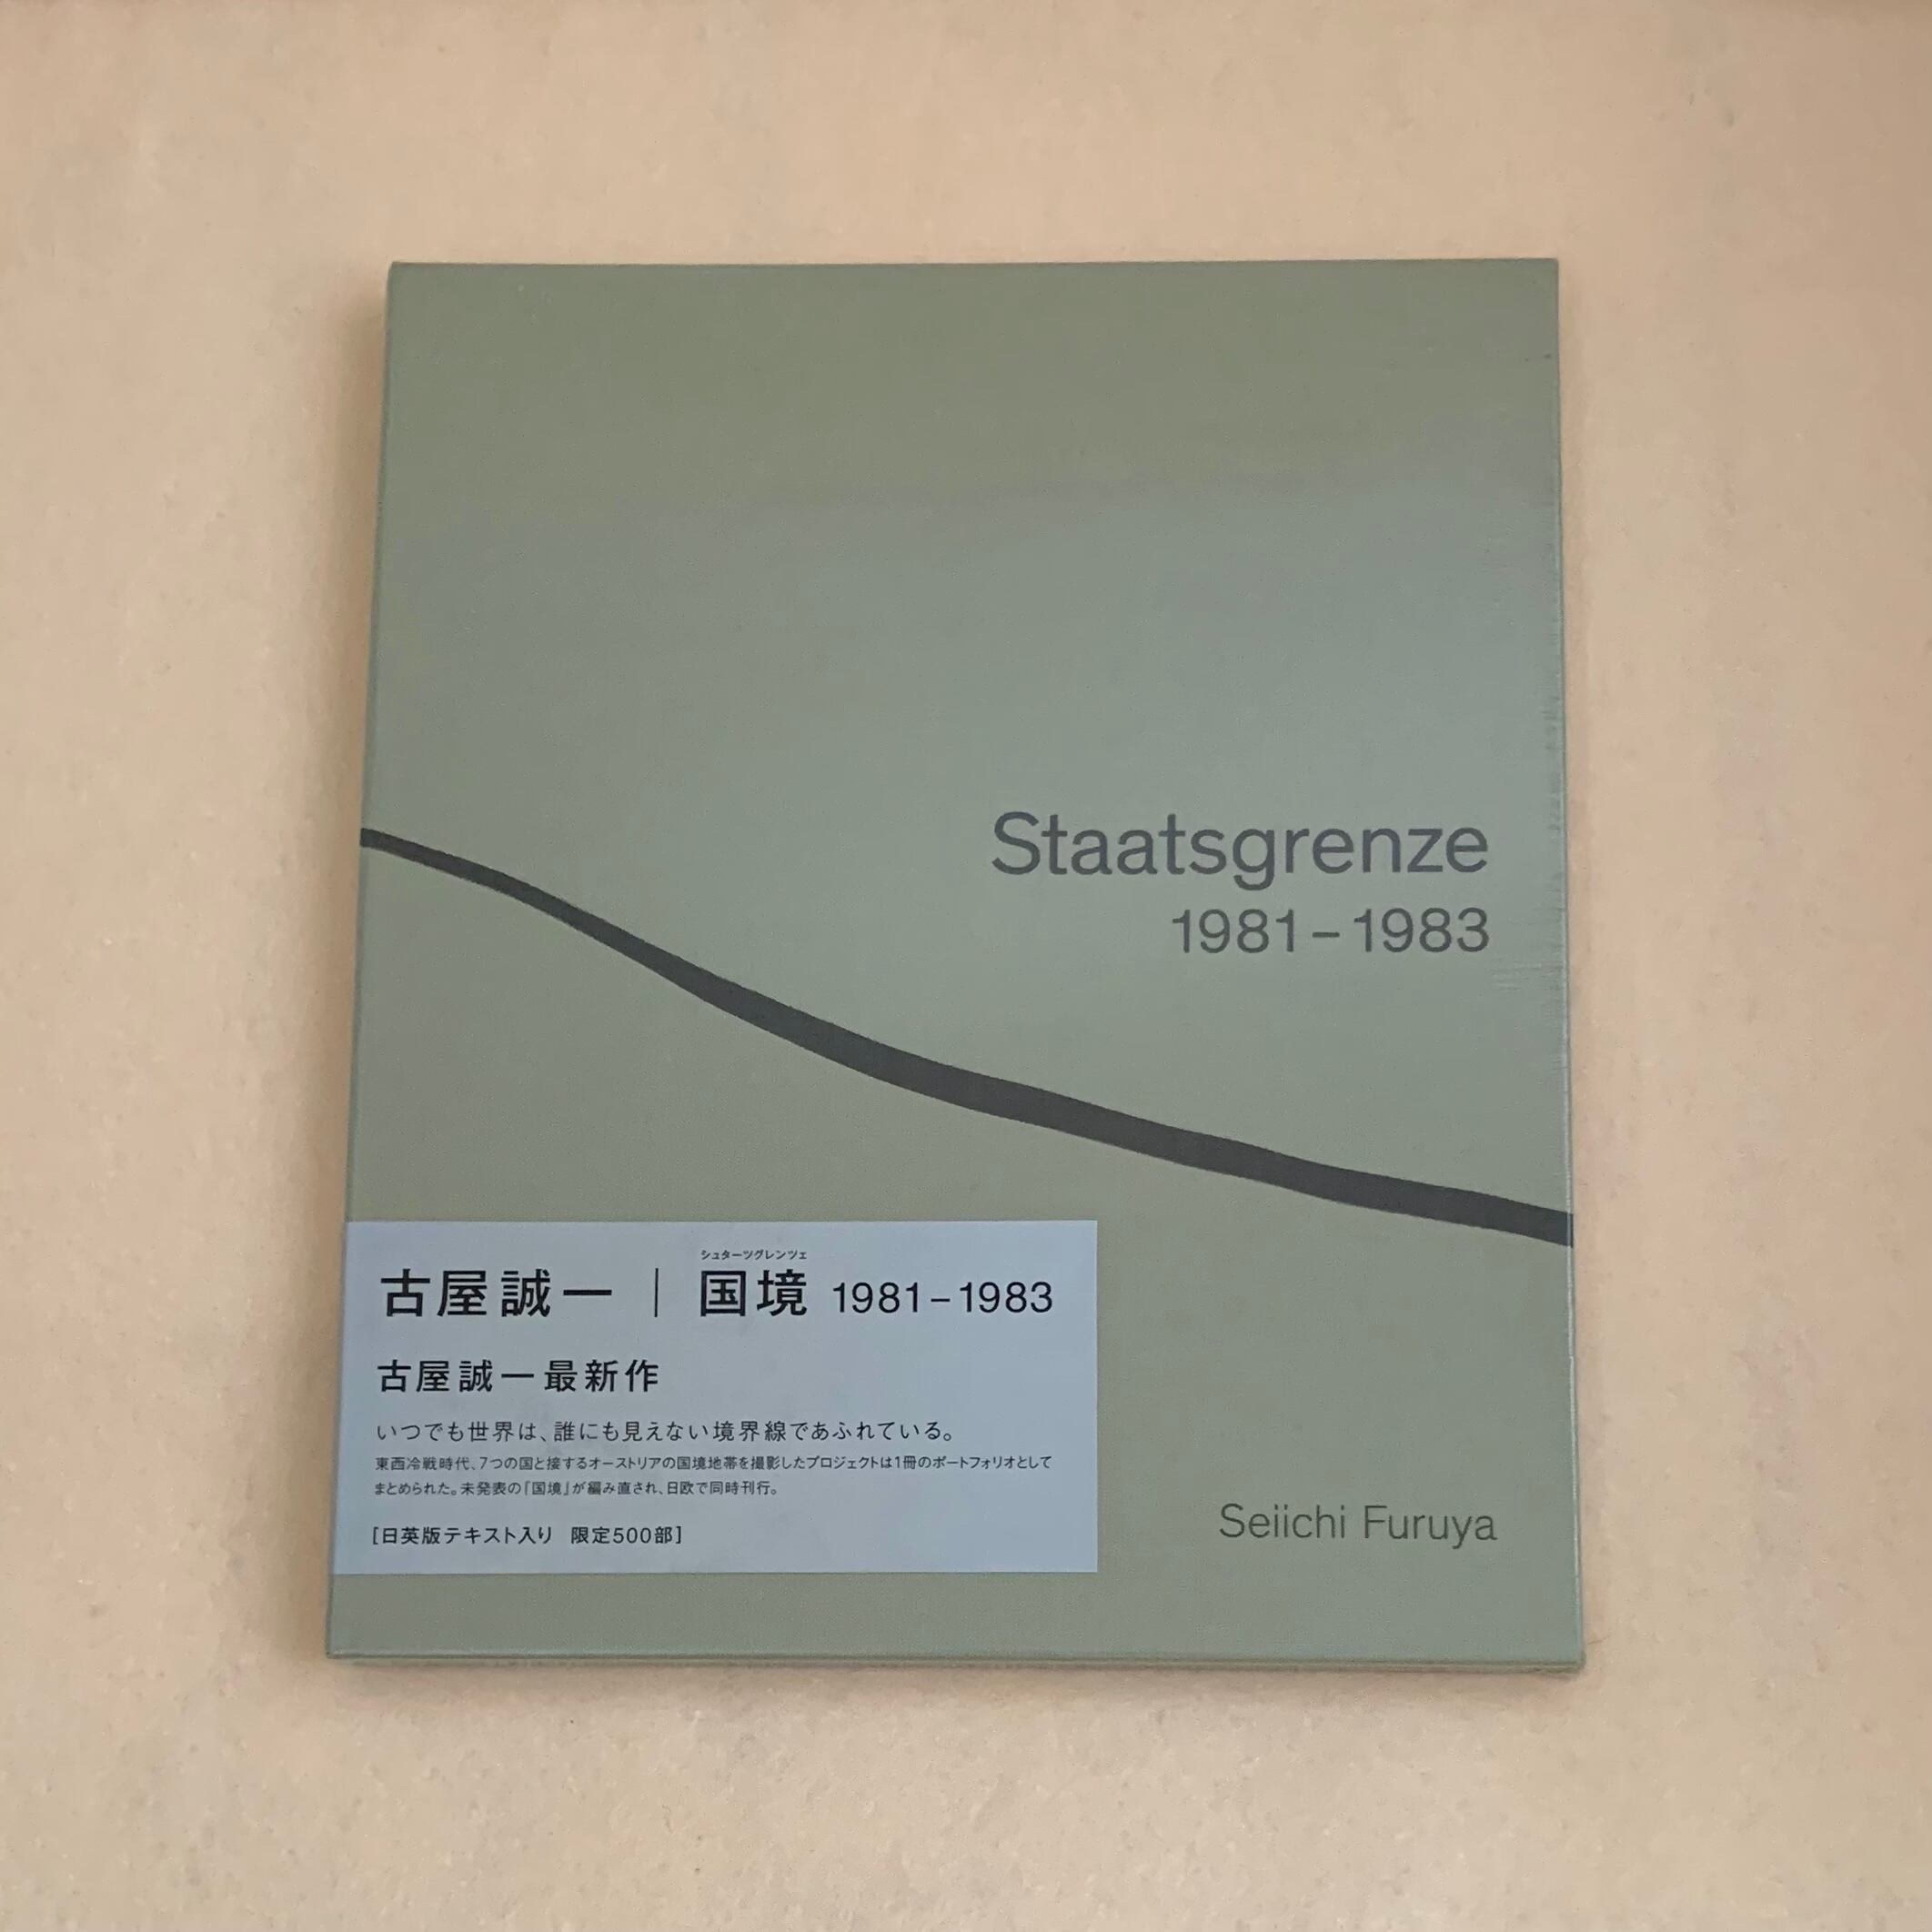 Staatsgrenze
1981–1983
シュターツグレンツェ
古屋誠一｜国境 1981–1983
古屋誠一最新作
いつでも世界は、誰にも見えない境界線であふれている。
東西冷戦時代、7つの国と接するオーストリアの国境地帯を撮影したプロジェクトは1冊のポートフォリオとして
まとめられた。未発表の「国境」が編み直され、日欧で同時刊行。
[日英版テキスト入り　限定500部]
Seiichi Furuya